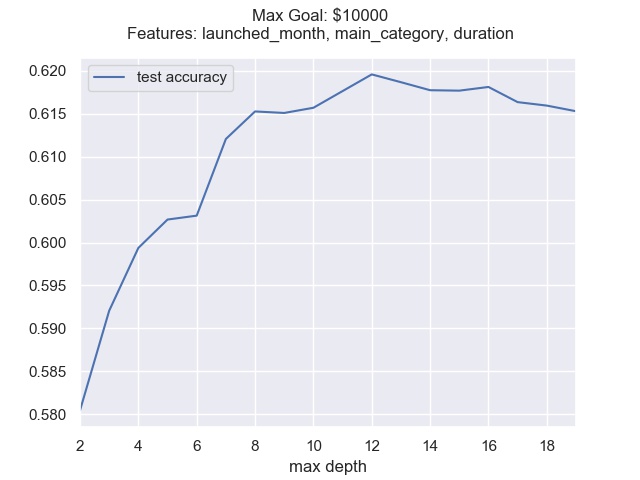 Max Goal: $10000
Features: launched_month, main_category, duration
test accuracy
0.620
0.615
0.610
0.605
0.600
0.595
0.590
0.585
0.580
2 4 6 8 10 12 14 16 18
max depth